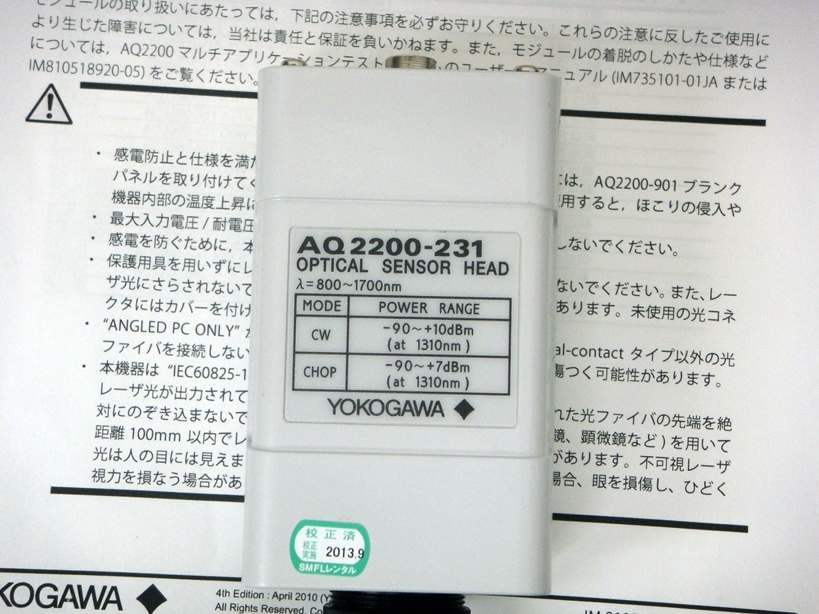 モジュールの取り扱いにあたっては，下記の注意事項を必ずお守りください。これらの注意に反したご使用に
より生じた障害については，当社は責任と保証を負いかねます。また，モジュールの着脱のしかたや仕様など
については，AQ2200 マルチアプリケーションテスト のユーザー マニュアル (IM735101-01JA または
IM810518920-05) をご覧ください。
・ 感電防止と仕様を満た には，AQ2200-901 ブランク
パネルを取り付けてく 用すると，ほこりの侵入や
機器内部の温度上昇に
・ 最大入力電圧 / 耐電圧
・ 感電を防ぐために，本 しないでください。
・ 保護用具を用いずにレ ないでください。また、レー
ザ光にさらされないで あります。未使用の光コネ
クタにはカバーを付け
・ “ANGLED PC ONLY” al-contact タイプ以外の光
ファイバを接続しない 傷つく可能性があります。
・ 本機器は “IEC60825-1
レーザ光が出力されて れた光ファイバの先端を絶
対にのぞき込まないで 鏡、顕微鏡など) を用いて
距離 100mm 以内でレ があります。不可視レーザ
光は人の目には見えま 場合、眼を損傷し、ひどく
視力を損なう場合があ
AQ2200-231
OPTICAL SENSOR HEAD
λ=800~1700nm
MODE POWER RANGE
CW -90~+10dBm
(at 1310nm)
CHOP -90~+7dBm
(at 1310nm)
YOKOGAWA
校正済
校正
実施 2013.9
SMFLレンタル
KOGAWA
4th Edition : April 2010 (Y
All Rights Reserved, Co